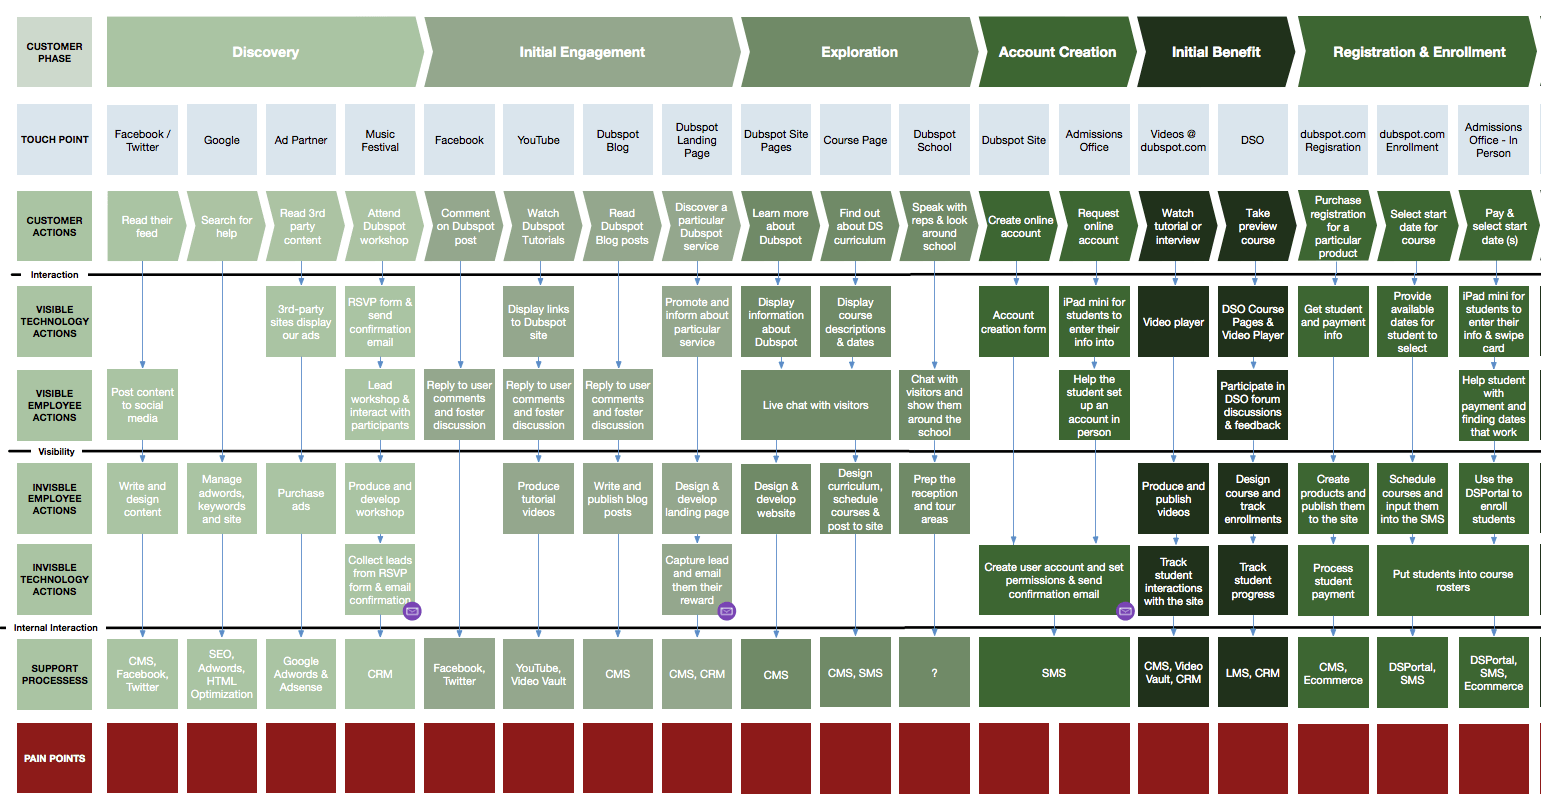 CUSTOMER
PHASE
Discovery
Initial Engagement
Exploration
Account Creation
Initial Benefit
Registration & Enrollment
TOUCH POINT
Facebook /
Twitter
Google
Ad Partner
Music
Festival
Facebook
YouTube
Dubspot
Blog
Dubspot
Landing
Page
Dubspot Site
Pages
Course Page
Dubspot
School
Dubspot Site
Admissions
Office
Videos @
dubspot.com
DSO
dubspot.com
Regisration
dubspot.com
Enrollment
Admissions
Office - In
Person
CUSTOMER
ACTIONS
Read their
feed
Search for
help
Read 3rd
party
content
Attend
Dubspot
workshop
Comment
on Dubspot
post
Watch
Dubspot
Tutorials
Read
Dubspot
Blog posts
Discover a
particular
Dubspot
service
Learn more
about
Dubspot
Find out
about DS
curriculum
Speak with
reps & look
around
school
Create online
account
Request
online
account
Watch
tutorial or
interview
Take
preview
course
Purchase
registration
for a
particular
product
Select start
date for
course
Pay &
select start
date (s)
Interaction
VISIBLE
TECHNOLOGY
ACTIONS
3rd-party
sites display
our ads
RSVP form &
send
confirmation
email
Display links
to Dubspot
site
Promote and
inform about
particular
service
Display
information
about
Dubspot
Display
course
descriptions
& dates
Account
creation form
iPad mini for
students to
enter their
info into
Video player
DSO Course
Pages &
Video Player
Get student
and payment
info
Provide
available
dates for
student to
select
iPad mini for
students to
enter their
info & swipe
card
VISIBLE
EMPLOYEE
ACTIONS
Post content
to social
media
Lead
workshop &
interact with
participants
Reply to user
comments
and foster
discussion
Reply to user
comments
and foster
discussion
Reply to user
comments
and foster
discussion
Live chat with visitors
Chat with
visitors and
show them
around the
school
Help the
student set
up an
account in
person
Participate in
DSO forum
discussions
& feedback
Help student
with
payment and
finding dates
that work
Visibility
INVISBLE
EMPLOYEE
ACTIONS
Write and
design
content
Manage
adwords,
keywords
and site
Purchase
ads
Produce and
develop
workshop
Produce
tutorial
videos
Write and
publish blog
posts
Design &
develop
landing page
Design &
develop
website
Design
curriculum,
schedule
courses &
post to site
Prep the
reception
and tour
areas
Produce and
publish
videos
Design
course and
track
enrollments
Create
products and
publish them
to the site
Schedule
courses and
input them
into the SMS
Use the
DSPortal to
enroll
students
INVISBLE
TECHNOLOGY
ACTIONS
Collect leads
from RSVP
form & email
confirmation
Capture lead
and email
them their
reward
Create user account and set
permissions & send
confirmation email
Track
student
interactions
with the site
Track
student
progress
Process
student
payment
Put students into course
rosters
Internal Interaction
SUPPORT
PROCESSESS
CMS,
Facebook,
Twitter
SEO,
Adwords,
HTML
Optimization
Google
Adwords &
Adsense
CRM
Facebook,
Twitter
YouTube,
Video Vault
CMS
CMS, CRM
CMS
CMS, SMS
?
SMS
CMS, Video
Vault, CRM
LMS, CRM
CMS,
Ecommerce
DSPortal,
SMS
DSPortal,
SMS,
Ecommerce
PAIN POINTS